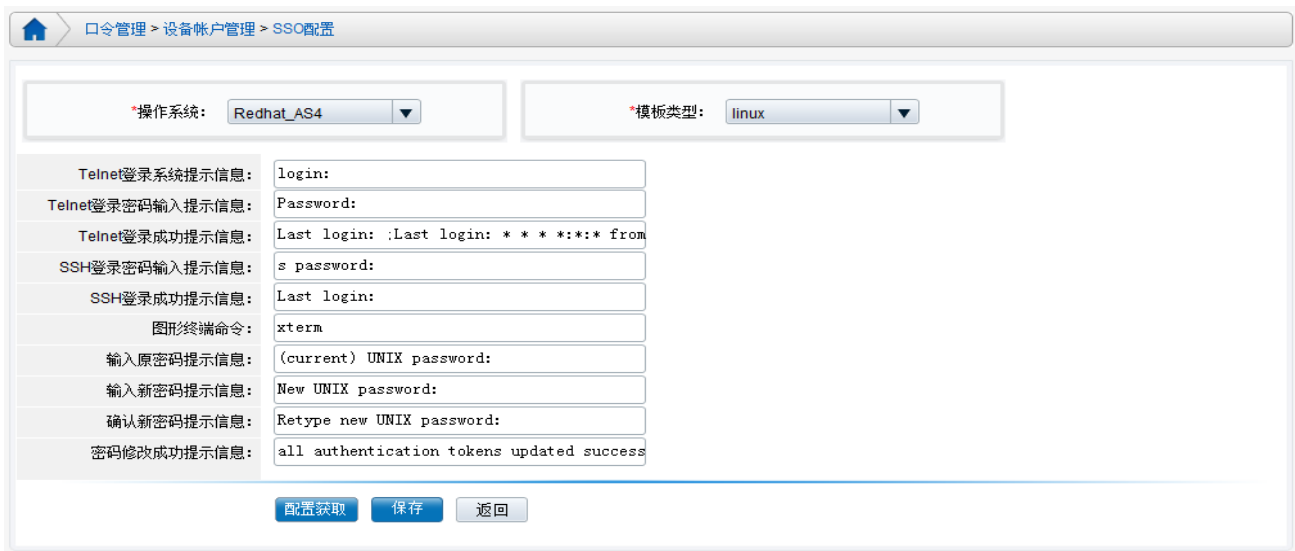 口令管理 > 设备帐户管理 > SSO配置
*操作系统： Redhat_AS4 *模板类型： linux
Telnet登录系统提示信息： login:
Telnet登录密码输入提示信息： Password:
Telnet登录成功提示信息： Last login: ;Last login: * * * *:*:* from
SSH登录密码输入提示信息： s password:
SSH登录成功提示信息： Last login:
图形终端命令： xterm
输入原密码提示信息： (current) UNIX password:
输入新密码提示信息： New UNIX password:
确认新密码提示信息： Retype new UNIX password:
密码修改成功提示信息： all authentication tokens updated success
配置获取 保存 返回